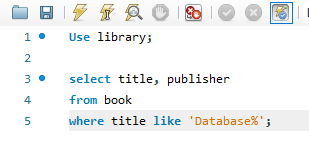 1 Use library;
2
3 select title, publisher
4 from book
5 where title like 'Database%';